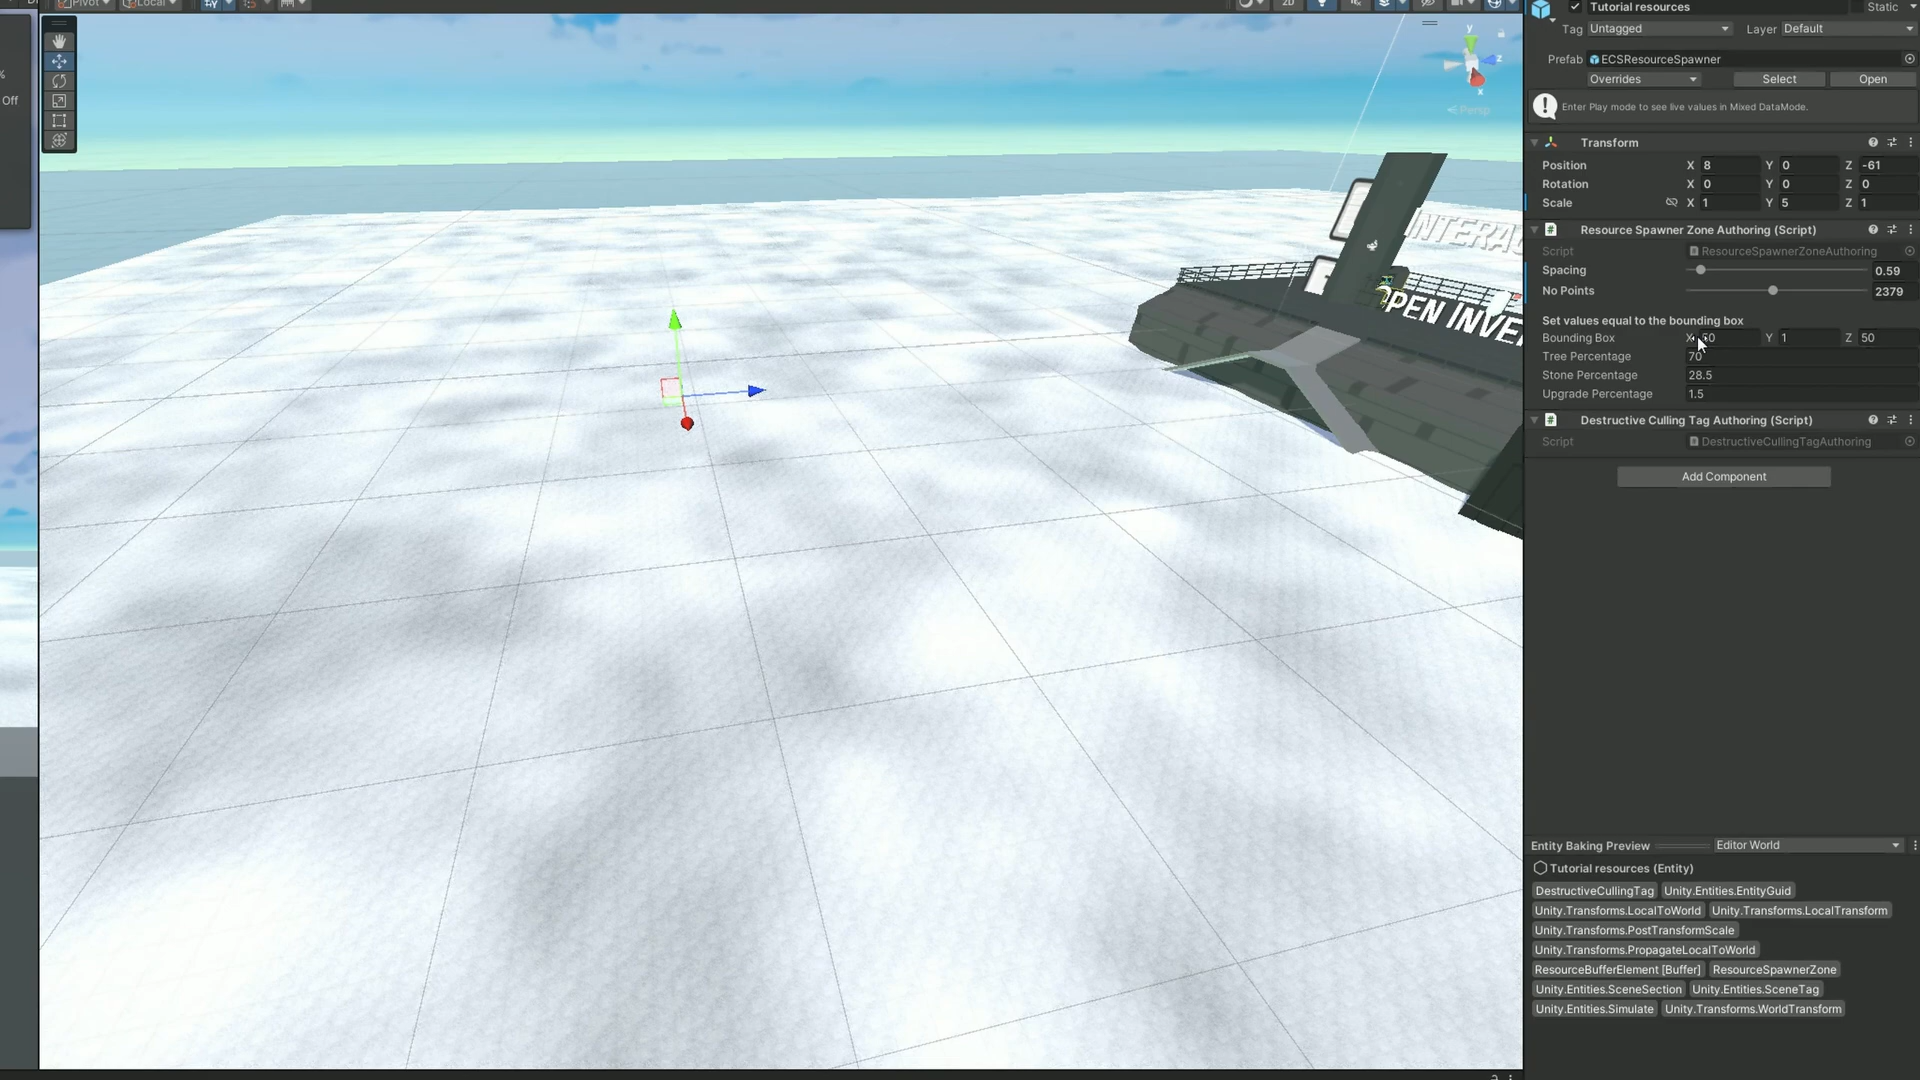 Pivot Local 2D
%
Off
Persp
y
z
x
INTERA
OPEN INVE
Tutorial resources Static
Tag Untagged Layer Default
Prefab ECSResourceSpawner
Overrides Select Open
Enter Play mode to see live values in Mixed DataMode.
Transform
Position X 8 Y 0 Z -61
Rotation X 0 Y 0 Z 0
Scale X 1 Y 5 Z 1
Resource Spawner Zone Authoring (Script)
Script ResourceSpawnerZoneAuthoring
Spacing 0.59
No Points 2379
Set values equal to the bounding box
Bounding Box X 50 Y 1 Z 50
Tree Percentage 70
Stone Percentage 28.5
Upgrade Percentage 1.5
Destructive Culling Tag Authoring (Script)
Script DestructiveCullingTagAuthoring
Add Component
Entity Baking Preview Editor World
Tutorial resources (Entity)
DestructiveCullingTag Unity.Entities.EntityGuid
Unity.Transforms.LocalToWorld Unity.Transforms.LocalTransform
Unity.Transforms.PostTransformScale
Unity.Transforms.PropagateLocalToWorld
ResourceBufferElement [Buffer] ResourceSpawnerZone
Unity.Entities.SceneSection Unity.Entities.SceneTag
Unity.Entities.Simulate Unity.Transforms.WorldTransform